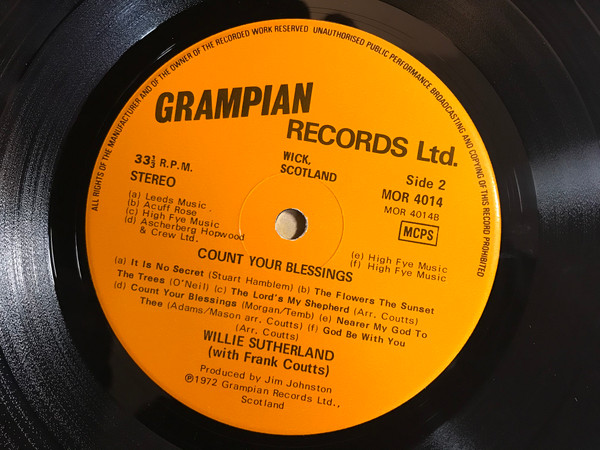 ALL RIGHTS OF THE MANUFACTURER AND OF THE OWNER OF THE RECORDED WORK RESERVED UNAUTHORISED PUBLIC PERFORMANCE BROADCASTING AND COPYING OF THIS RECORD PROHIBITED
GRAMPIAN
RECORDS Ltd.
33⅓ R.P.M.
STEREO
WICK,
SCOTLAND
Side 2
MOR 4014
MOR 4014B
MCPS
(a) Leeds Music
(b) Acuff Rose
(c) High Fye Music
(d) Ascherberg Hopwood
& Crew Ltd.
(e) High Fye Music
(f) High Fye Music
COUNT YOUR BLESSINGS
(a) It Is No Secret (Stuart Hamblem) (b) The Flowers The Sunset
The Trees (O'Neil) (c) The Lord's My Shepherd (Arr. Coutts)
(d) Count Your Blessings (Morgan/Temb) (e) Nearer My God To
Thee (Adams/Mason arr. Coutts) (f) God Be With You
(Arr. Coutts)
WILLIE SUTHERLAND
(with Frank Coutts)
Produced by Jim Johnston
℗1972 Grampian Records Ltd.,
Scotland